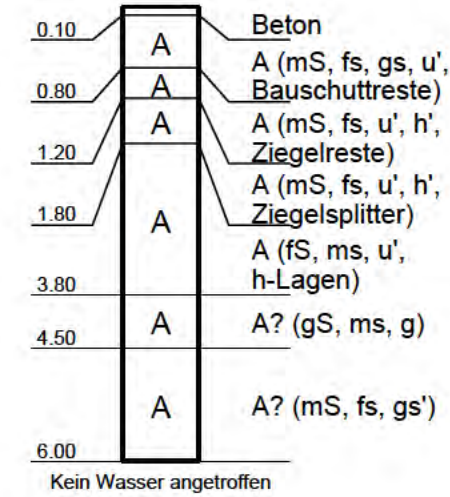 Beton
0.10
A
A (mS, fs, gs, u',
Bauschuttreste)
0.80
A
A (mS, fs, u', h',
Ziegelreste)
1.20
A
A (mS, fs, u', h',
Ziegelsplitter)
1.80
A
A (fS, ms, u',
h-Lagen)
3.80
A
A? (gS, ms, g)
4.50
A
A? (mS, fs, gs')
6.00
Kein Wasser angetroffen